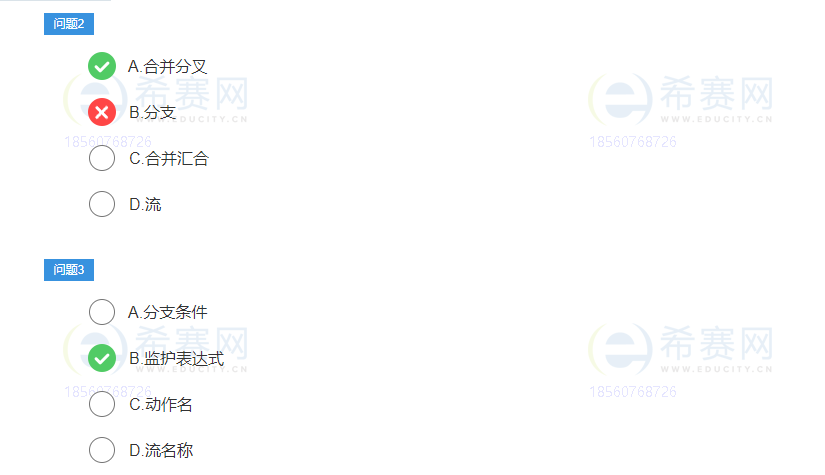 问题2
A.合并分叉
B.分支
C.合并汇合
D.流
希赛网
WWW.EDUCITY.CN
18560768726
希赛网
WWW.EDUCITY.CN
18560768726
问题3
A.分支条件
B.监护表达式
C.动作名
D.流名称
希赛网
WWW.EDUCITY.CN
18560768726
希赛网
WWW.EDUCITY.CN
18560768726